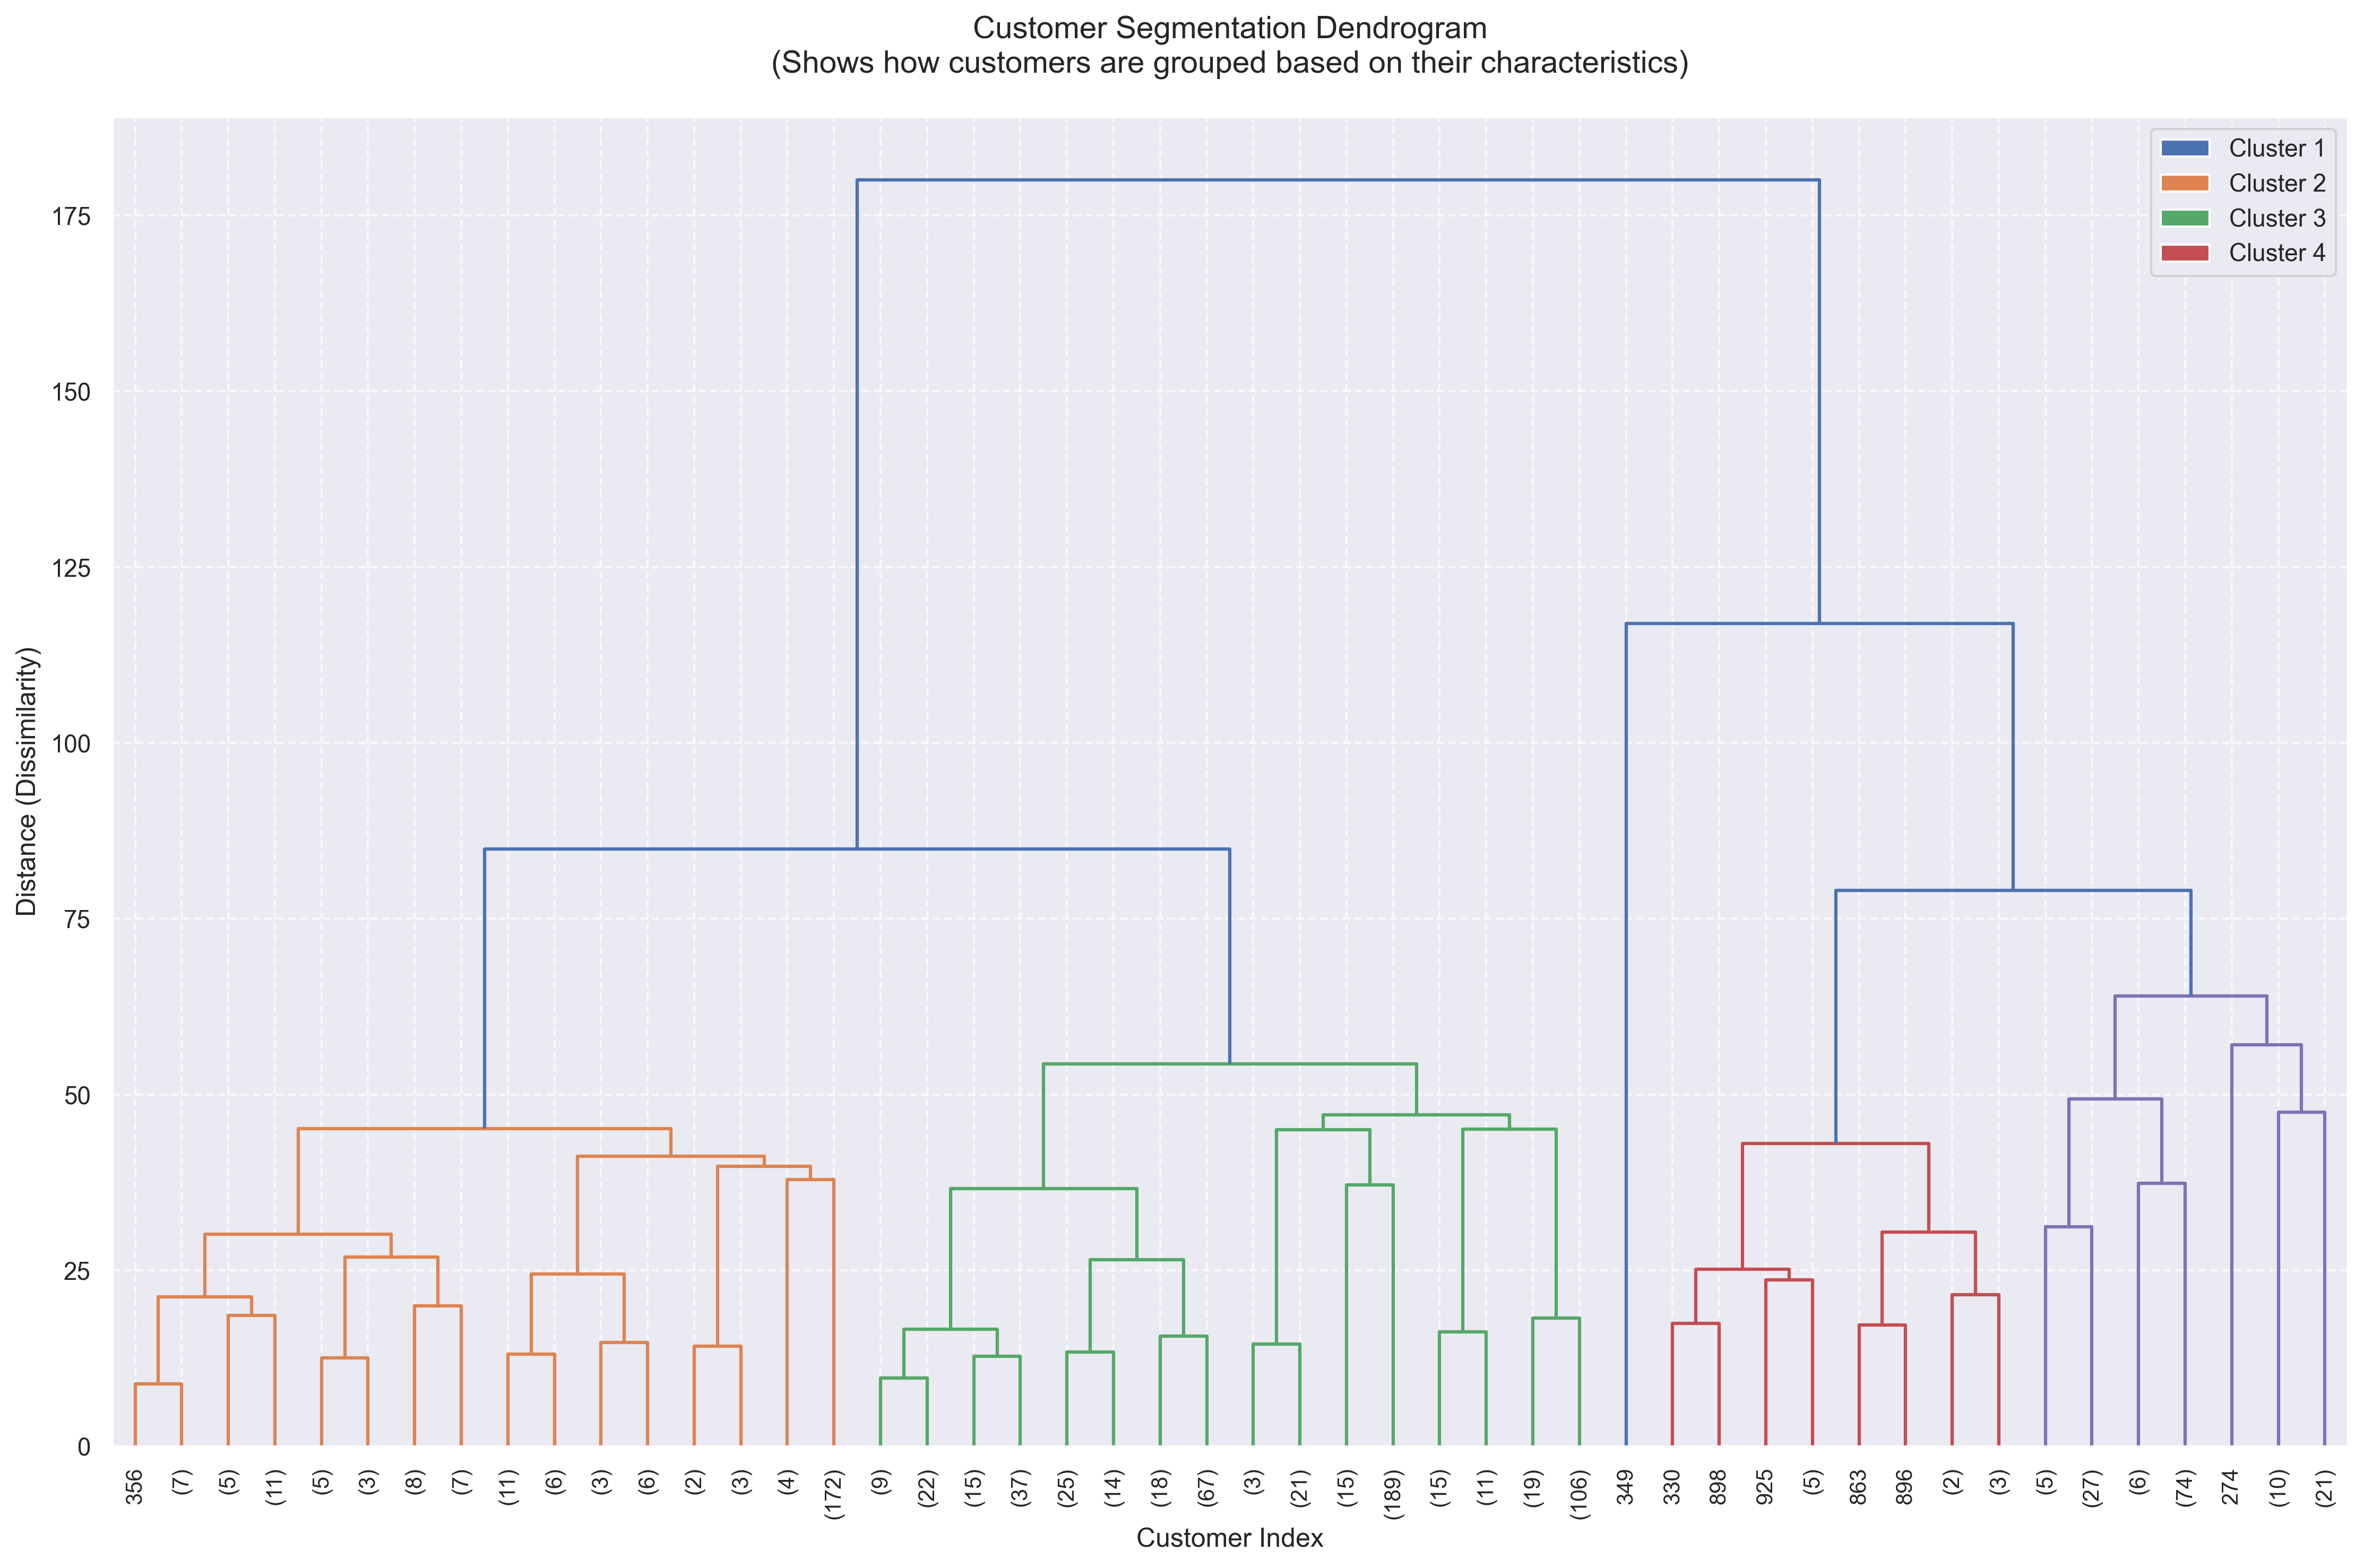 Customer Segmentation Dendrogram
(Shows how customers are grouped based on their characteristics)
Cluster 1
Cluster 2
Cluster 3
Cluster 4
Distance (Dissimilarity)
175
150
125
100
75
50
25
0
356 (7) (5) (11) (5) (3) (8) (7) (11) (6) (3) (6) (2) (3) (4) (172) (9) (22) (15) (37) (25) (14) (18) (67) (3) (21) (15) (189) (15) (11) (19) (106) 349 330 898 925 (5) 863 896 (2) (3) (5) (27) (6) (74) 274 (10) (21)
Customer Index